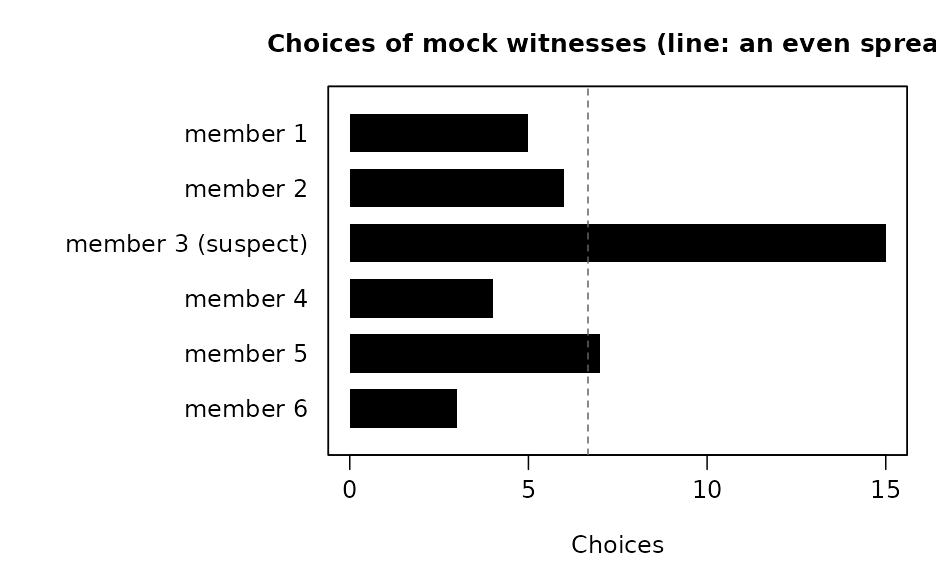 Choices of mock witnesses (line: an even sprea
member 1
member 2
member 3 (suspect)
member 4
member 5
member 6
0 5 10 15
Choices